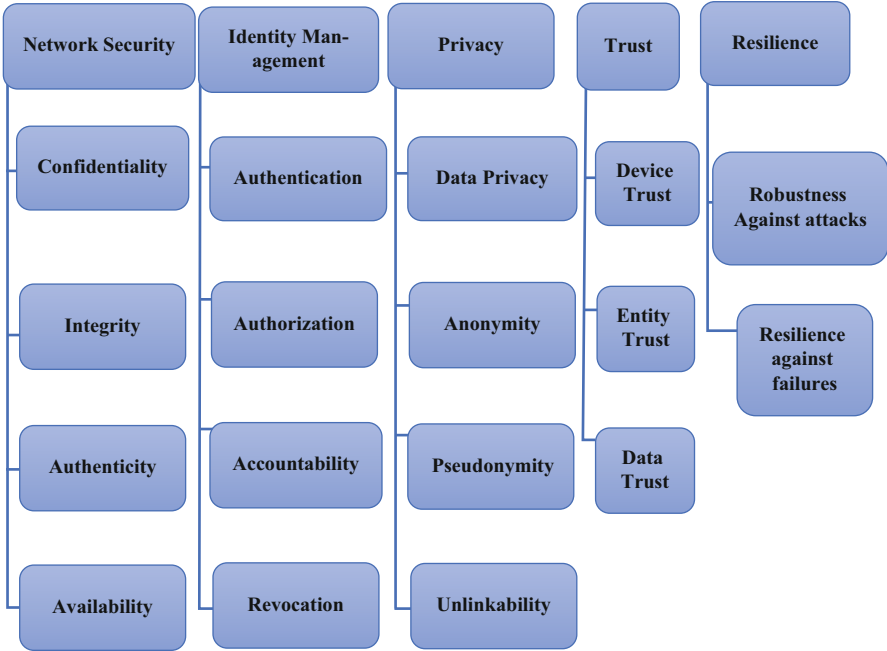 Network Security
Identity Man-
agement
Privacy
Trust
Resilience
Confidentiality
Integrity
Authenticity
Availability
Authentication
Authorization
Accountability
Revocation
Data Privacy
Anonymity
Pseudonymity
Unlinkability
Device
Trust
Entity
Trust
Data
Trust
Robustness
Against attacks
Resilience
against
failures